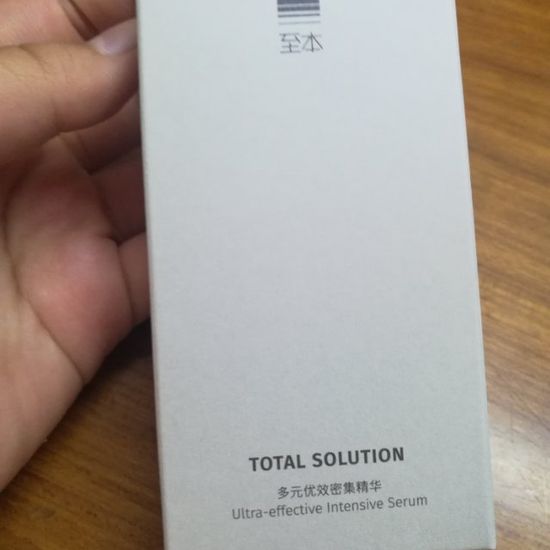 至本
TOTAL SOLUTION
多元优效密集精华
Ultra-effective Intensive Serum